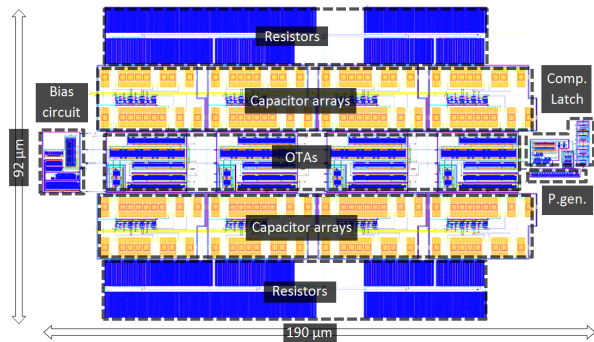 Resistors
Bias
circuit
Capacitor arrays
Comp.
Latch
OTAs
92 µm
P.gen.
Capacitor arrays
Resistors
190 µm